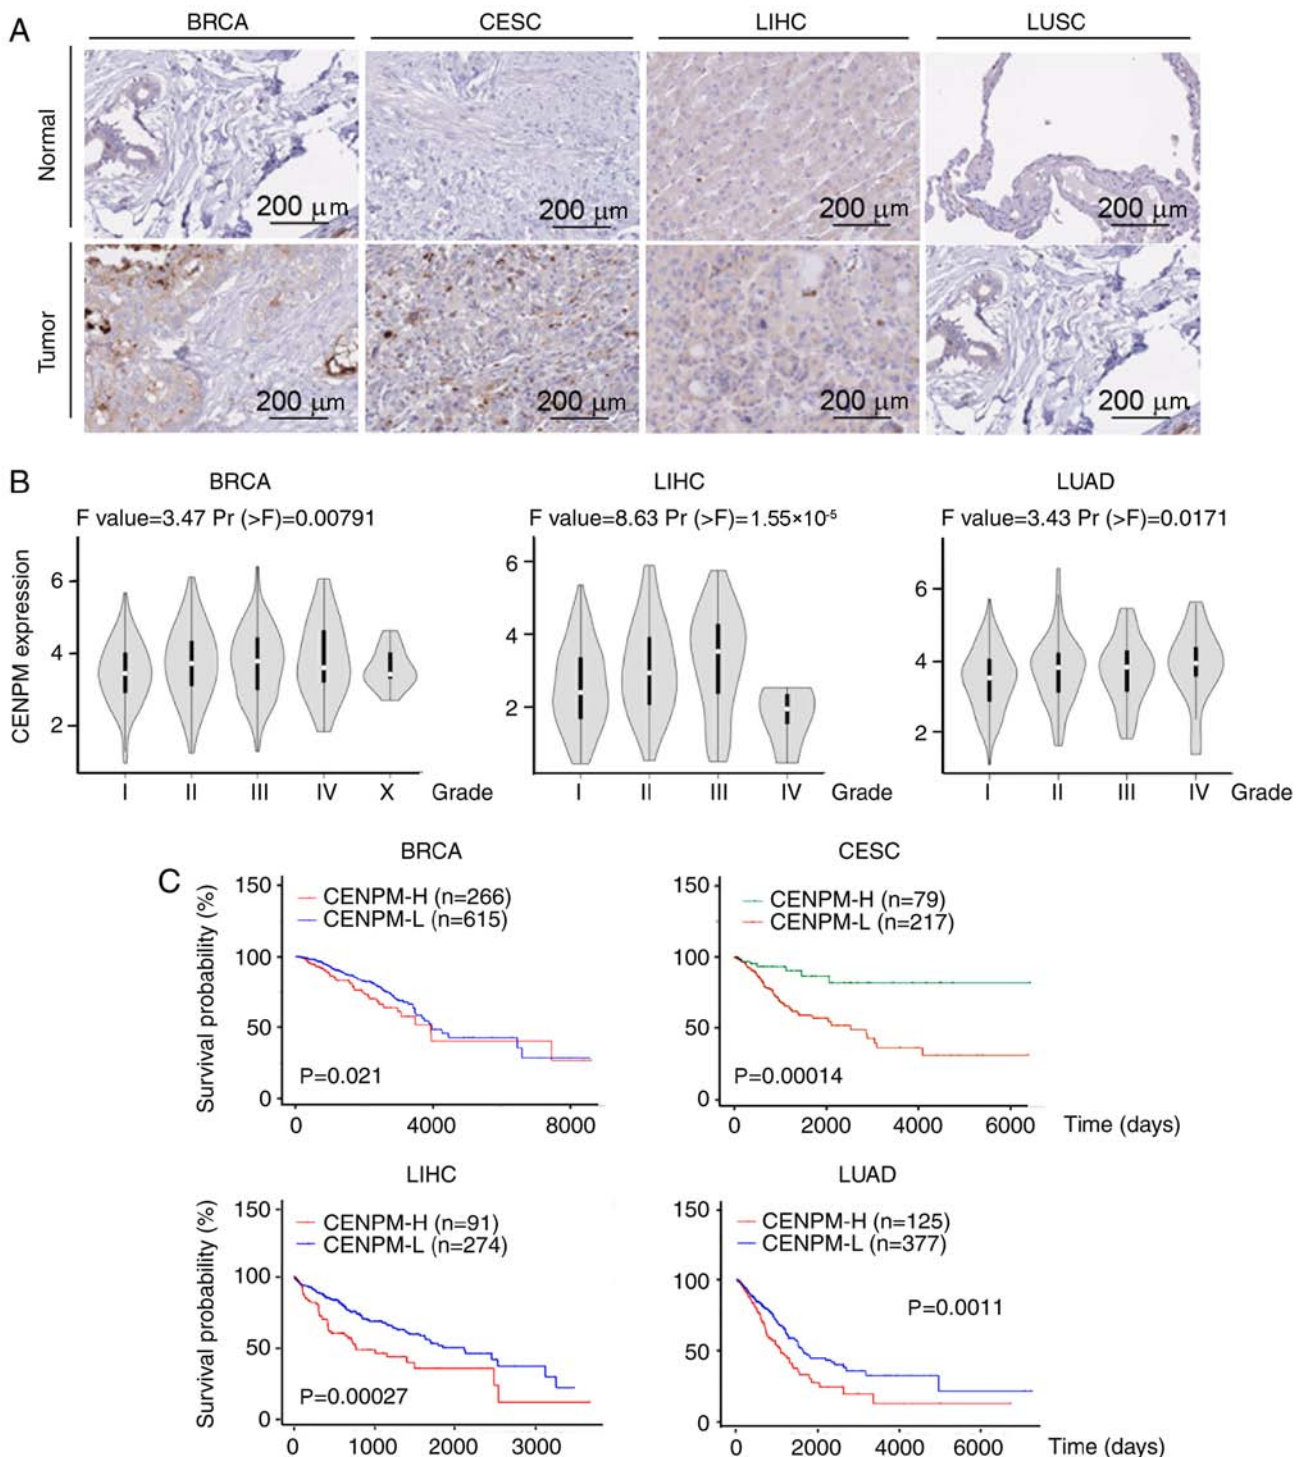 A
BRCA CESC LIHC LUSC
Normal
200 μm 200 μm 200 μm 200 μm
Tumor
200 μm 200 μm 200 μm 200 μm
B
BRCA LIHC LUAD
F value=3.47 Pr (>F)=0.00791 F value=8.63 Pr (>F)=1.55×10⁻⁵ F value=3.43 Pr (>F)=0.0171
CENPM expression
6 6 6
4 4 4
2 2 2
I II III IV X Grade I II III IV Grade I II III IV Grade
C
BRCA CESC
Survival probability (%)
150 CENPM-H (n=266) 150 CENPM-H (n=79)
CENPM-L (n=615) CENPM-L (n=217)
100 100
50 50
P=0.021 P=0.00014
0 0
0 4000 8000 0 2000 4000 6000 Time (days)
LIHC LUAD
Survival probability (%)
150 CENPM-H (n=91) 150 CENPM-H (n=125)
CENPM-L (n=274) CENPM-L (n=377)
100 100
P=0.0011
50 50
P=0.00027
0 0
0 1000 2000 3000 0 2000 4000 6000 Time (days)